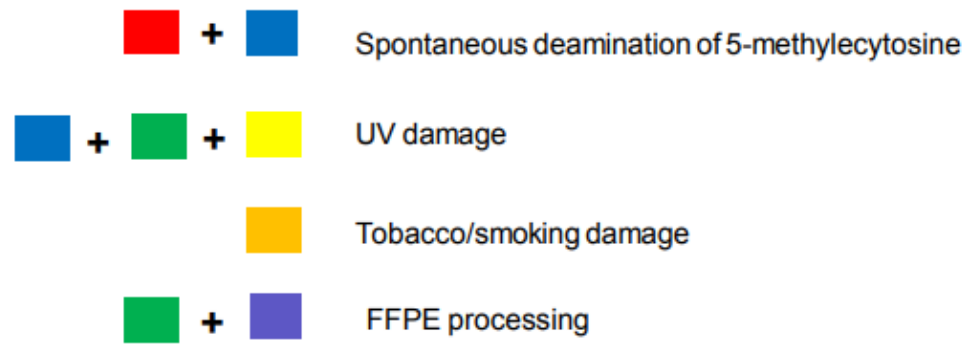 + Spontaneous deamination of 5-methylecytosine
+ + UV damage
Tobacco/smoking damage
+ FFPE processing